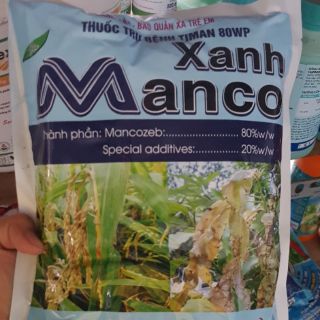 BẢO QUẢN XA TRẺ EM
THUỐC TRỪ BỆNH TIMAN 80WP
Xanh
Manco
hành phần: Mancozeb:.......................... 80%w/w
Special additives:.................. 20%w/w